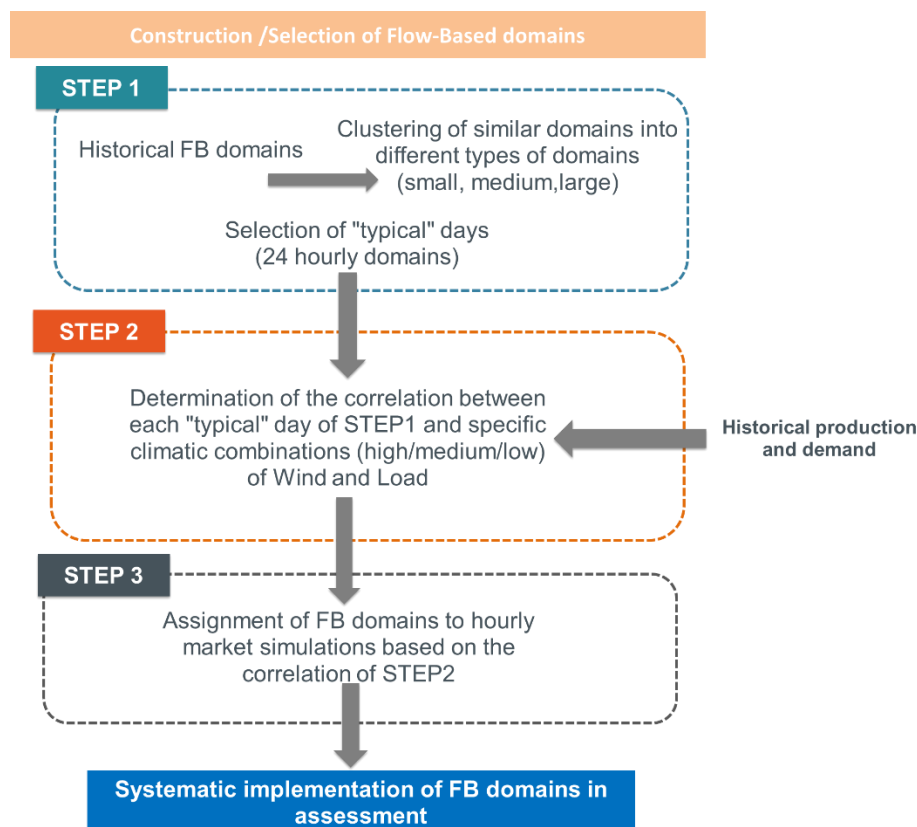 Construction /Selection of Flow-Based domains
STEP 1
Historical FB domains
Clustering of similar domains into
different types of domains
(small, medium,large)
Selection of "typical" days
(24 hourly domains)
STEP 2
Determination of the correlation between
each "typical" day of STEP1 and specific
climatic combinations (high/medium/low)
of Wind and Load
Historical production
and demand
STEP 3
Assignment of FB domains to hourly
market simulations based on the
correlation of STEP2
Systematic implementation of FB domains in
assessment